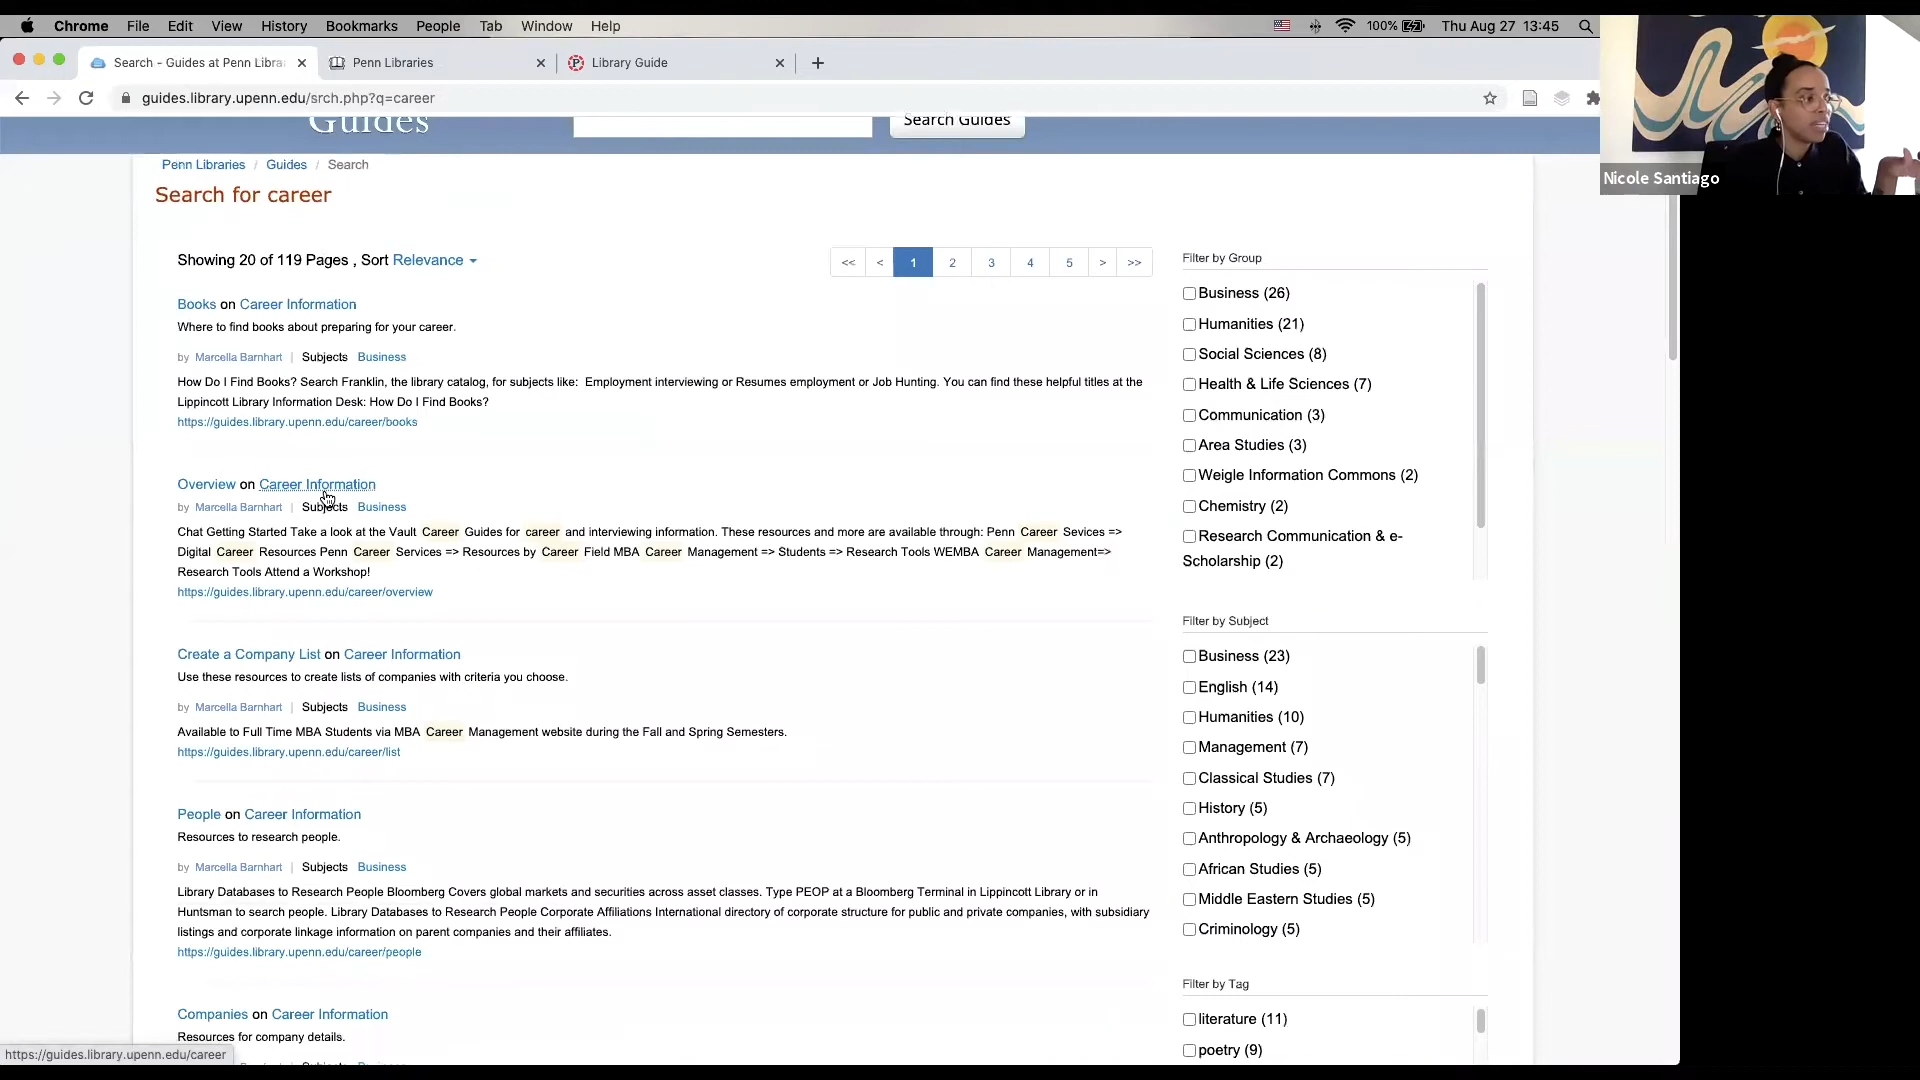 Chrome File Edit View History Bookmarks People Tab Window Help 100% Thu Aug 27 13:45
Search - Guides at Penn Libra Penn Libraries Library Guide
guides.library.upenn.edu/srch.php?q=career
Nicole Santiago
Guides Search Guides
Penn Libraries / Guides / Search
Search for career
Showing 20 of 119 Pages , Sort Relevance
<< < 1 2 3 4 5 > >>
Books on Career Information
Where to find books about preparing for your career.
by Marcella Barnhart | Subjects Business
How Do I Find Books? Search Franklin, the library catalog, for subjects like: Employment interviewing or Resumes employment or Job Hunting. You can find these helpful titles at the
Lippincott Library Information Desk: How Do I Find Books?
https://guides.library.upenn.edu/career/books
Overview on Career Information
by Marcella Barnhart | Subjects Business
Chat Getting Started Take a look at the Vault Career Guides for career and interviewing information. These resources and more are available through: Penn Career Sevices =>
Digital Career Resources Penn Career Services => Resources by Career Field MBA Career Management => Students => Research Tools WEMBA Career Management=>
Research Tools Attend a Workshop!
https://guides.library.upenn.edu/career/overview
Create a Company List on Career Information
Use these resources to create lists of companies with criteria you choose.
by Marcella Barnhart | Subjects Business
Available to Full Time MBA Students via MBA Career Management website during the Fall and Spring Semesters.
https://guides.library.upenn.edu/career/list
People on Career Information
Resources to research people.
by Marcella Barnhart | Subjects Business
Library Databases to Research People Bloomberg Covers global markets and securities across asset classes. Type PEOP at a Bloomberg Terminal in Lippincott Library or in
Huntsman to search people. Library Databases to Research People Corporate Affiliations International directory of corporate structure for public and private companies, with subsidiary
listings and corporate linkage information on parent companies and their affiliates.
https://guides.library.upenn.edu/career/people
Companies on Career Information
Resources for company details.
https://guides.library.upenn.edu/career
Filter by Group
Business (26)
Humanities (21)
Social Sciences (8)
Health & Life Sciences (7)
Communication (3)
Area Studies (3)
Weigle Information Commons (2)
Chemistry (2)
Research Communication & e-
Scholarship (2)
Filter by Subject
Business (23)
English (14)
Humanities (10)
Management (7)
Classical Studies (7)
History (5)
Anthropology & Archaeology (5)
African Studies (5)
Middle Eastern Studies (5)
Criminology (5)
Filter by Tag
literature (11)
poetry (9)